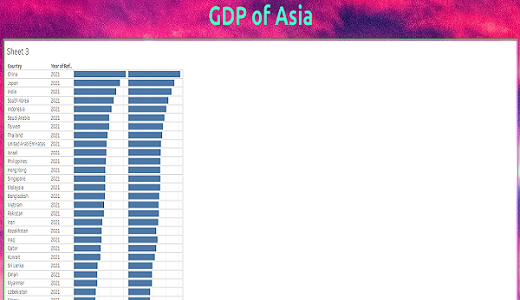 GDP of Asia
Sheet 3
Country Year of Ref..
China 2021
Japan 2021
India 2021
South Korea 2021
Indonesia 2021
Saudi Arabia 2021
Taiwan 2021
Thailand 2021
United Arab Emirates 2021
Israel 2021
Philippines 2021
Hong Kong 2021
Singapore 2021
Malaysia 2021
Bangladesh 2021
Vietnam 2021
Pakistan 2021
Iran 2021
Kazakhstan 2021
Iraq 2021
Qatar 2021
Kuwait 2021
Sri Lanka 2021
Oman 2021
Myanmar 2021
Uzbekistan 2021
2021